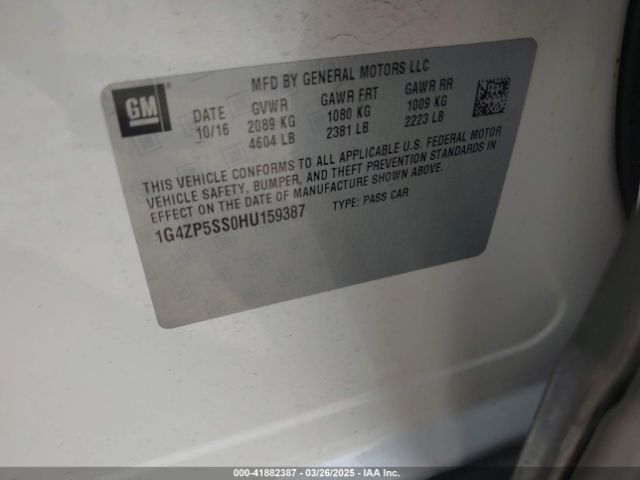 MFD BY GENERAL MOTORS LLC
GM
DATE GVWR GAWR FRT GAWR RR
10/16 2089 KG 1080 KG 1009 KG
4604 LB 2381 LB 2223 LB
THIS VEHICLE CONFORMS TO ALL APPLICABLE U.S. FEDERAL MOTOR
VEHICLE SAFETY, BUMPER, AND THEFT PREVENTION STANDARDS IN
EFFECT ON THE DATE OF MANUFACTURE SHOWN ABOVE.
1G4ZP5SS0HU159387 TYPE: PASS CAR
000-41882387 - 03/26/2025 - IAA Inc.